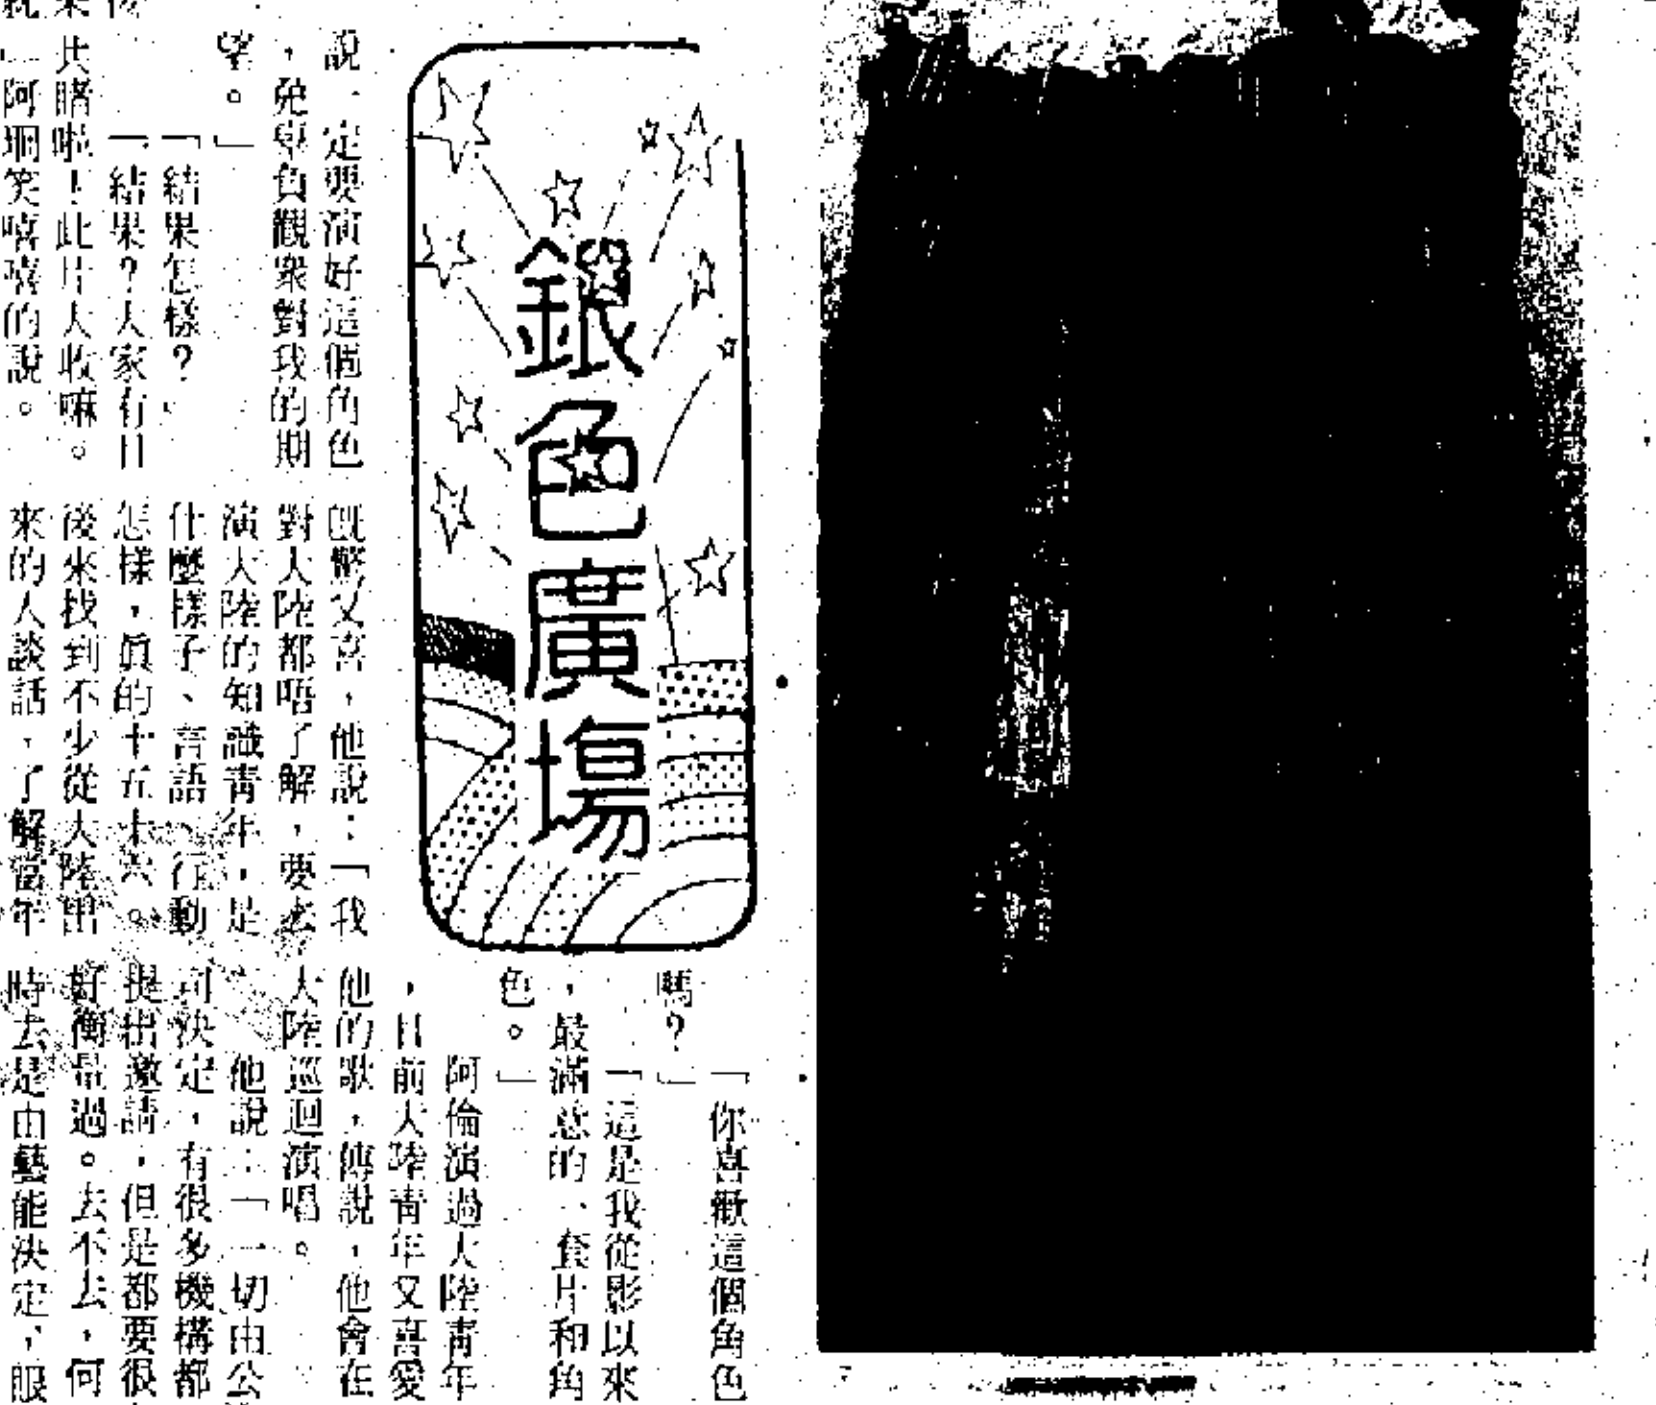 銀色廣場
說一定要演好這個角色
，免辜負觀眾對我的期
望。」
「結果怎樣？
「結果？大家有目
共睹啦！此片大收嘛。
」阿珊笑嘻嘻的說。
既驚又喜，他說：「我
對大陸都唔了解，要去
演大陸的知識青年，是
什麼樣子、言語、行動
怎樣，眞的十五十六。
後來找到不少從大陸出
來的人談話，了解當年
「你喜歡這個角色
嗎？」
「這是我從影以來
，最滿意的一套片和角
色。」
阿倫演過大陸青年
，目前大陸青年又喜愛
他的歌，傳說，他會在
大陸巡迴演唱。
他說：「一切由公
司決定，有很多機構都
提出邀請，但是都要很
好衡量過。去不去，何
時去是由藝能決定，服